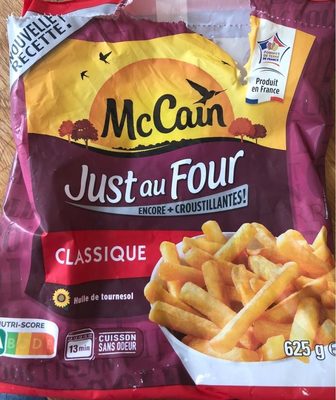 NOUVELLE
RECETTE!
Produit
en France
McCain
Just au Four
ENCORE + CROUSTILLANTES!
CLASSIQUE
Huile de tournesol
NUTRI-SCORE
A B C D E
13 min
CUISSON
SANS ODEUR
625 g